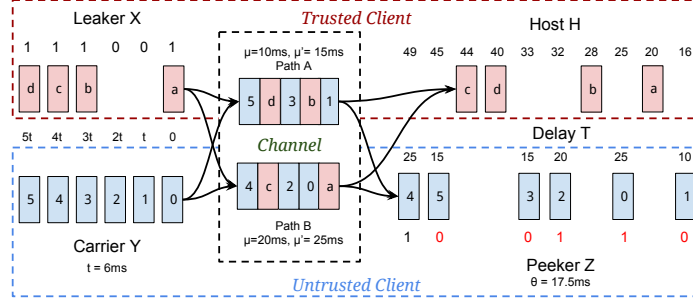 Leaker X
Trusted Client
Host H
1 1 1 0 0 1
μ=10ms, μ'= 15ms
Path A
49 45 44 40 33 32 28 25 20 16
d c b a
5 d 3 b 1
c d b a
5t 4t 3t 2t t 0
Channel
Delay T
25 15 15 20 25 10
5 4 3 2 1 0
4 c 2 0 a
4 5 3 2 0 1
1 0 0 1 1 0
Path B
μ=20ms, μ'= 25ms
Carrier Y
t = 6ms
Peeker Z
θ = 17.5ms
Untrusted Client